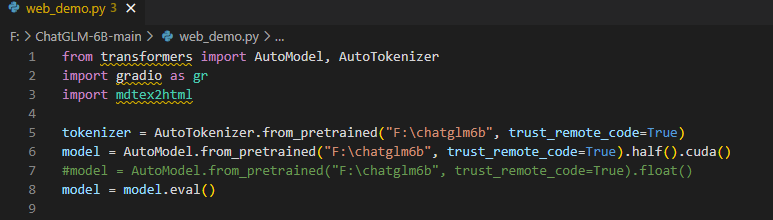 web_demo.py 3
F: > ChatGLM-6B-main > web_demo.py > ...
1 from transformers import AutoModel, AutoTokenizer
2 import gradio as gr
3 import mdtex2html
4
5 tokenizer = AutoTokenizer.from_pretrained("F:\chatglm6b", trust_remote_code=True)
6 model = AutoModel.from_pretrained("F:\chatglm6b", trust_remote_code=True).half().cuda()
7 #model = AutoModel.from_pretrained("F:\chatglm6b", trust_remote_code=True).float()
8 model = model.eval()
9